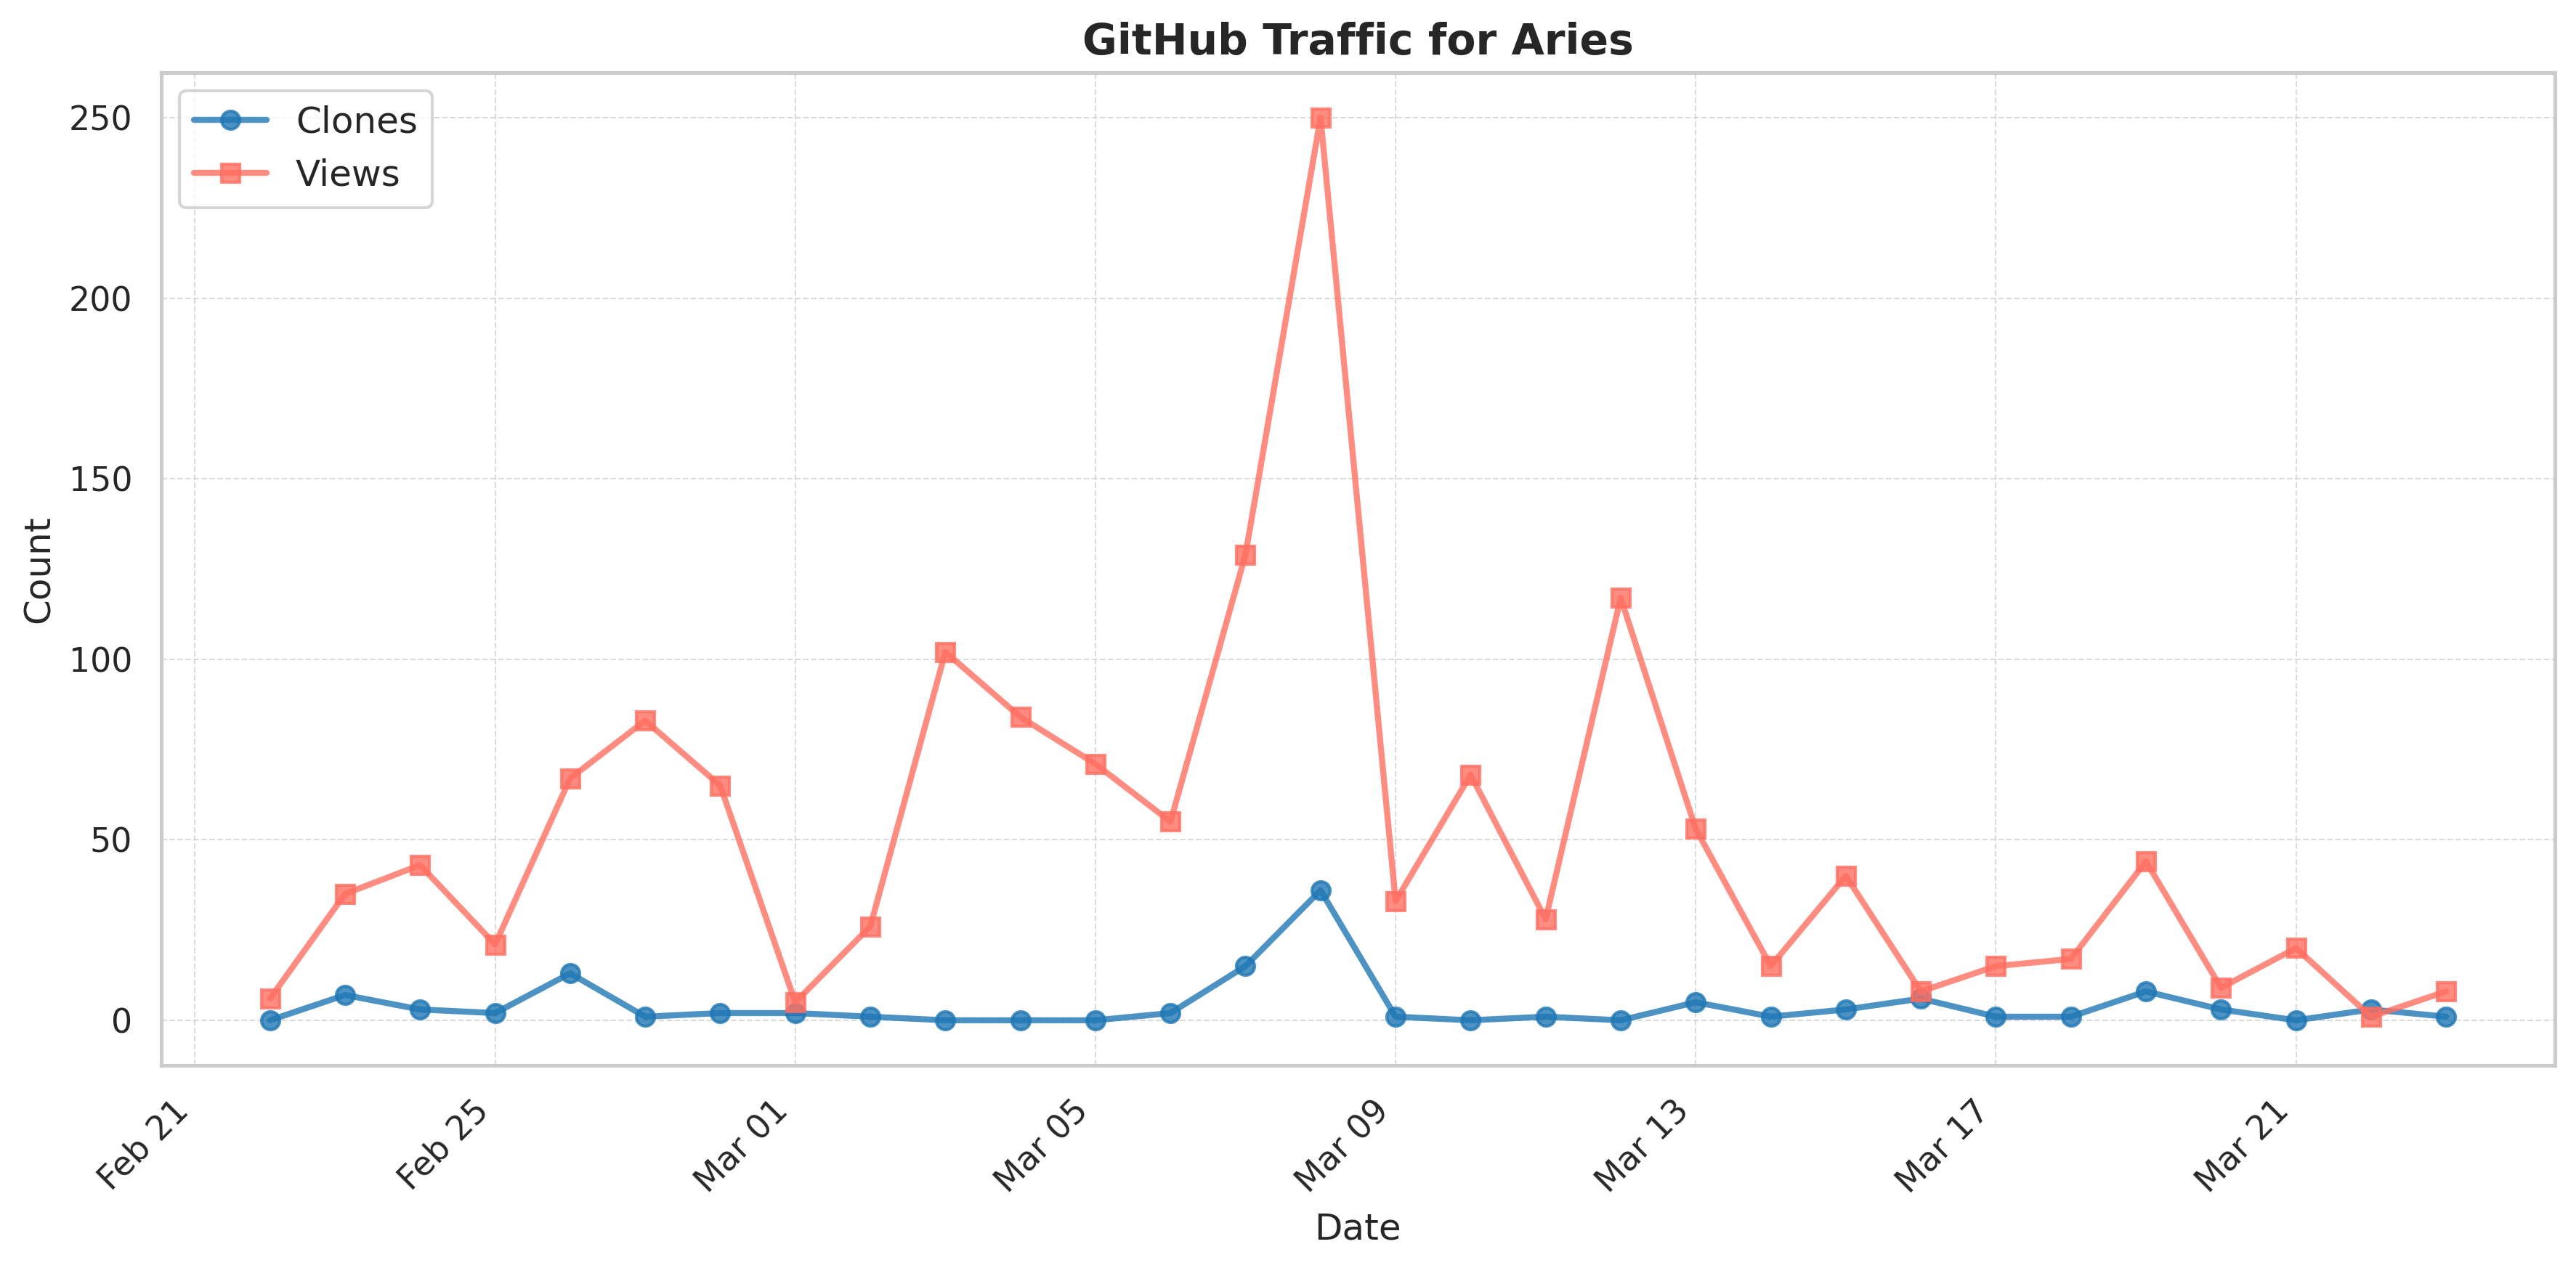 GitHub Traffic for Aries
Clones
Views
250
200
150
100
50
0
Count
Feb 21
Feb 25
Mar 01
Mar 05
Mar 09
Mar 13
Mar 17
Mar 21
Date